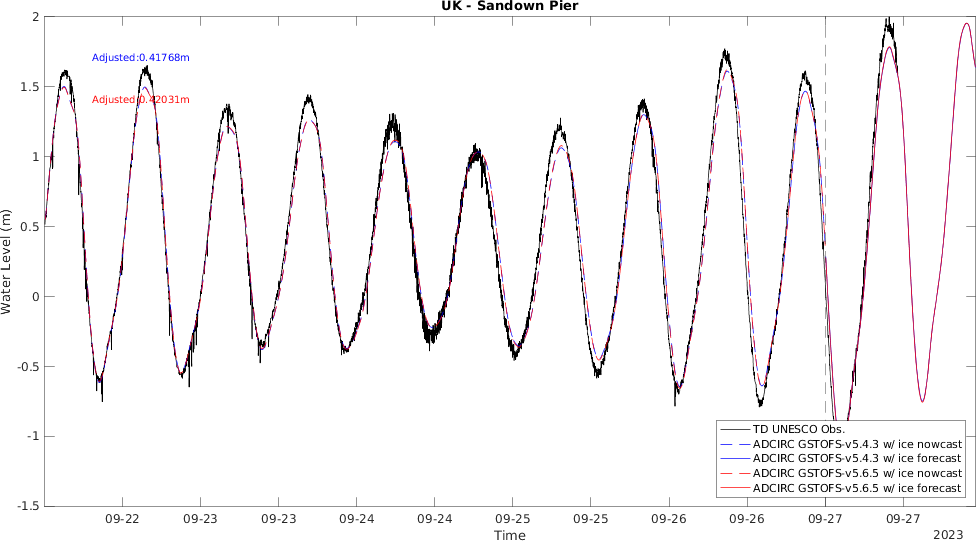 UK - Sandown Pier
Adjusted:0.41768m
Adjusted:0.42031m
Water Level (m)
2
1.5
1
0.5
0
-0.5
-1
-1.5
TD UNESCO Obs.
ADCIRC GSTOFS-v5.4.3 w/ ice nowcast
ADCIRC GSTOFS-v5.4.3 w/ ice forecast
ADCIRC GSTOFS-v5.6.5 w/ ice nowcast
ADCIRC GSTOFS-v5.6.5 w/ ice forecast
09-22 09-23 09-23 09-24 09-24 09-25 09-25 09-26 09-26 09-27 09-27
Time
2023